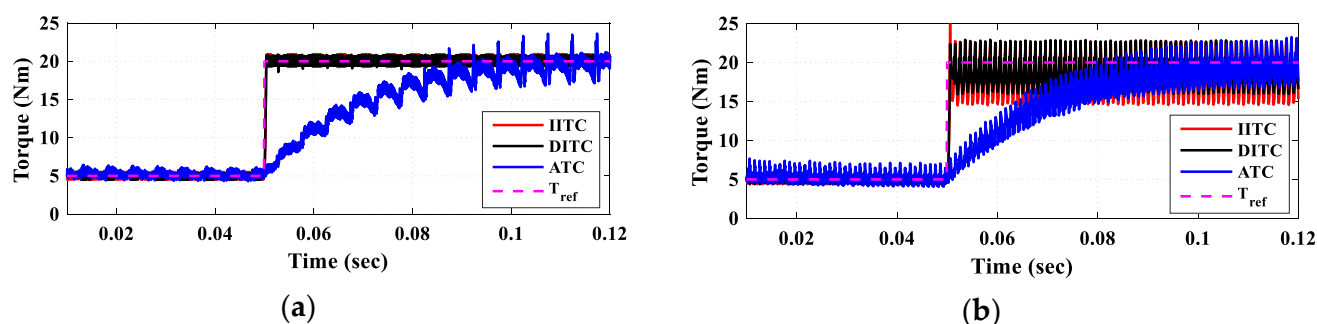 25
20
15
10
5
0
Torque (Nm)
IITC
DITC
ATC
T_ref
0.02 0.04 0.06 0.08 0.1 0.12
Time (sec)
(a)
25
20
15
10
5
0
Torque (Nm)
IITC
DITC
ATC
T_ref
0.02 0.04 0.06 0.08 0.1 0.12
Time (sec)
(b)